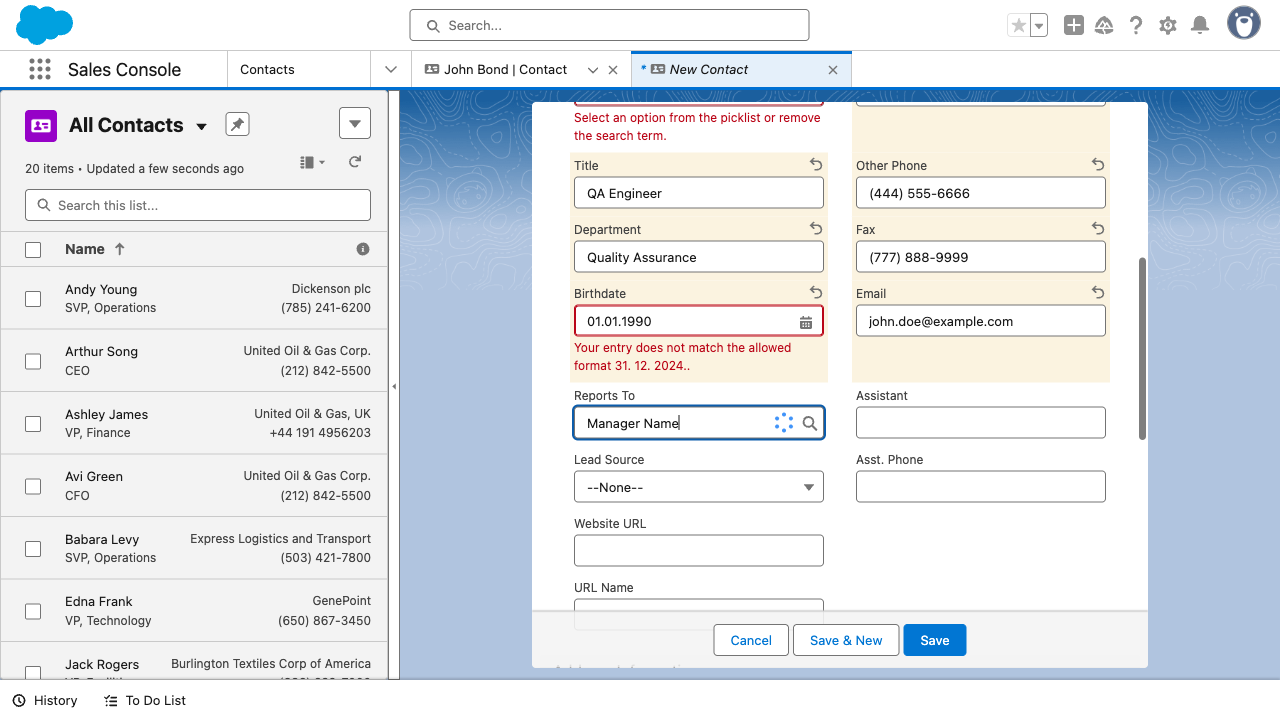 Search...
Sales Console
Contacts
John Bond | Contact
* New Contact
All Contacts
20 items • Updated a few seconds ago
Search this list...
Name
Andy Young
Dickenson plc
SVP, Operations
(785) 241-6200
Arthur Song
United Oil & Gas Corp.
CEO
(212) 842-5500
Ashley James
United Oil & Gas, UK
VP, Finance
+44 191 4956203
Avi Green
United Oil & Gas Corp.
CFO
(212) 842-5500
Babara Levy
Express Logistics and Transport
SVP, Operations
(503) 421-7800
Edna Frank
GenePoint
VP, Technology
(650) 867-3450
Jack Rogers
Burlington Textiles Corp of America
Select an option from the picklist or remove
the search term.
Title
QA Engineer
Other Phone
(444) 555-6666
Department
Quality Assurance
Fax
(777) 888-9999
Birthdate
01.01.1990
Your entry does not match the allowed
format 31. 12. 2024..
Email
john.doe@example.com
Reports To
Manager Name
Assistant
Lead Source
--None--
Asst. Phone
Website URL
URL Name
Cancel
Save & New
Save
History
To Do List